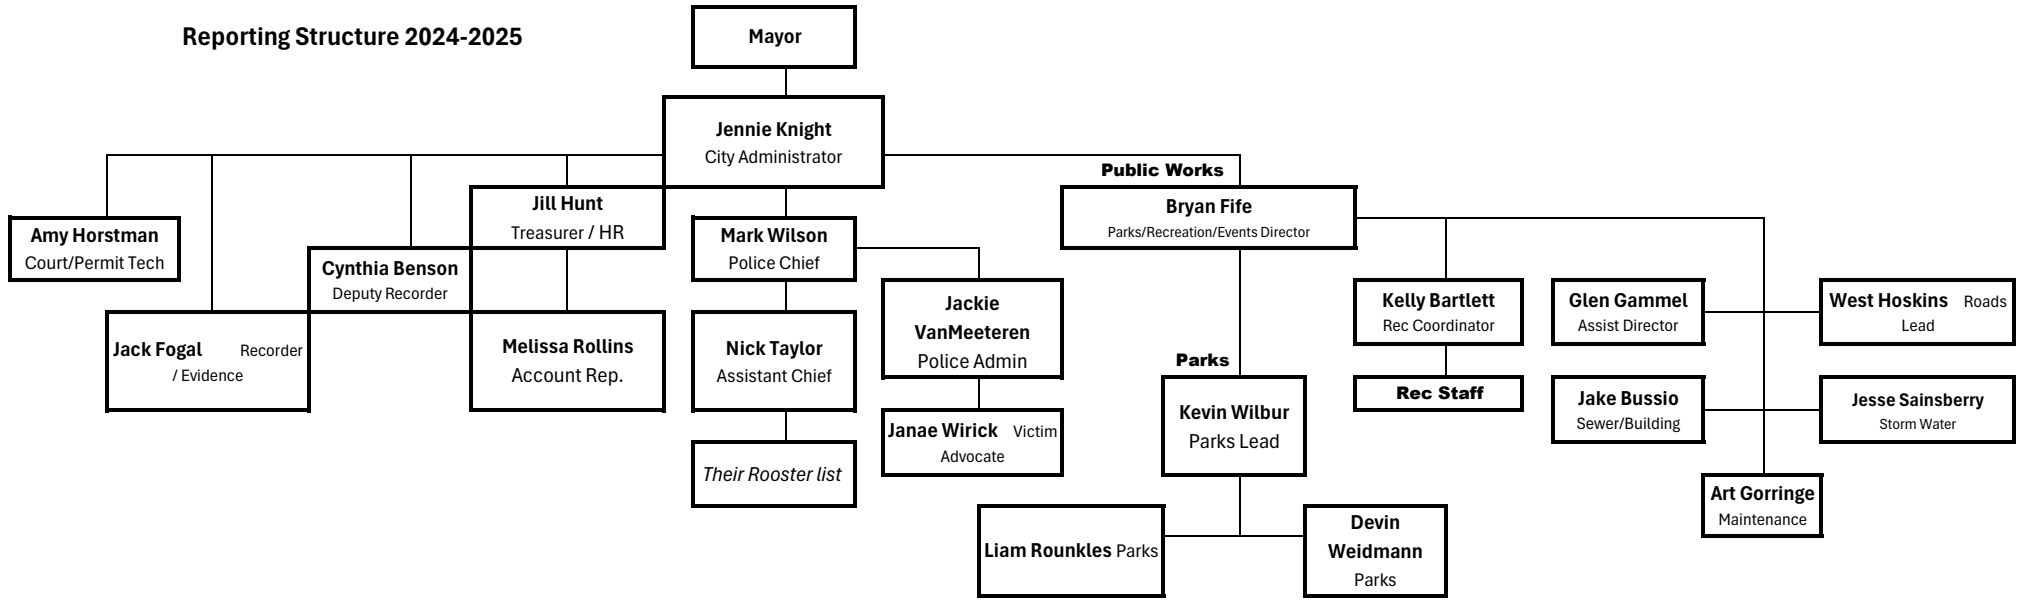 Reporting Structure 2024-2025
Mayor
Jennie Knight
City Administrator
Public Works
Jill Hunt
Treasurer / HR
Bryan Fife
Parks/Recreation/Events Director
Amy Horstman
Court/Permit Tech
Mark Wilson
Police Chief
Cynthia Benson
Deputy Recorder
Jackie
VanMeeteren
Police Admin
Kelly Bartlett
Rec Coordinator
Glen Gammel
Assist Director
West Hoskins Roads
Lead
Jack Fogal Recorder
/ Evidence
Melissa Rollins
Account Rep.
Nick Taylor
Assistant Chief
Parks
Rec Staff
Kevin Wilbur
Parks Lead
Jake Bussio
Sewer/Building
Jesse Sainsberry
Storm Water
Janae Wirick Victim
Advocate
Their Rooster list
Art Gorringe
Maintenance
Liam Rounkles Parks
Devin
Weidmann
Parks